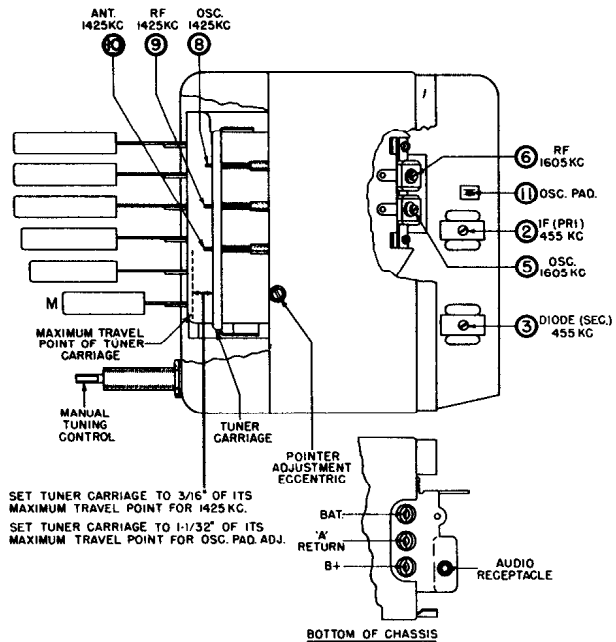 ANT.
1425KC
10
RF
1425KC
9
OSC.
1425KC
8
6
RF
1605KC
11
OSC. PAD.
2
IF (PRI)
455 KC
5
OSC.
1605KC
3
DIODE (SEC.)
455 KC
M
MAXIMUM TRAVEL
POINT OF TUNER
CARRIAGE
MANUAL
TUNING
CONTROL
TUNER
CARRIAGE
POINTER
ADJUSTMENT
ECCENTRIC
SET TUNER CARRIAGE TO 3/16" OF ITS
MAXIMUM TRAVEL POINT FOR 1425KC.
SET TUNER CARRIAGE TO 1-1/32" OF ITS
MAXIMUM TRAVEL POINT FOR OSC. PAD. ADJ.
BAT.
'A'
RETURN
B+
AUDIO
RECEPTACLE
BOTTOM OF CHASSIS